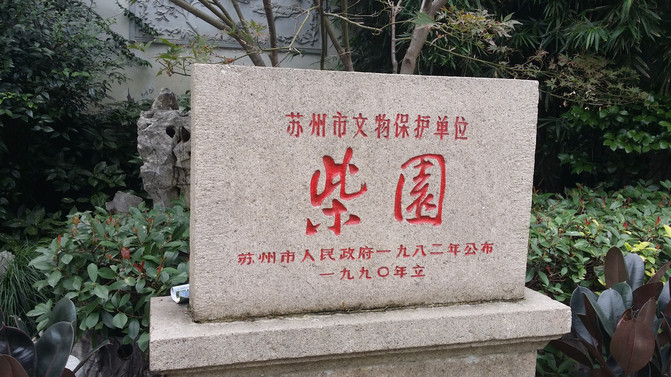 苏州市文物保护单位
柴園
苏州市人民政府一九八二年公布
一九九〇年立